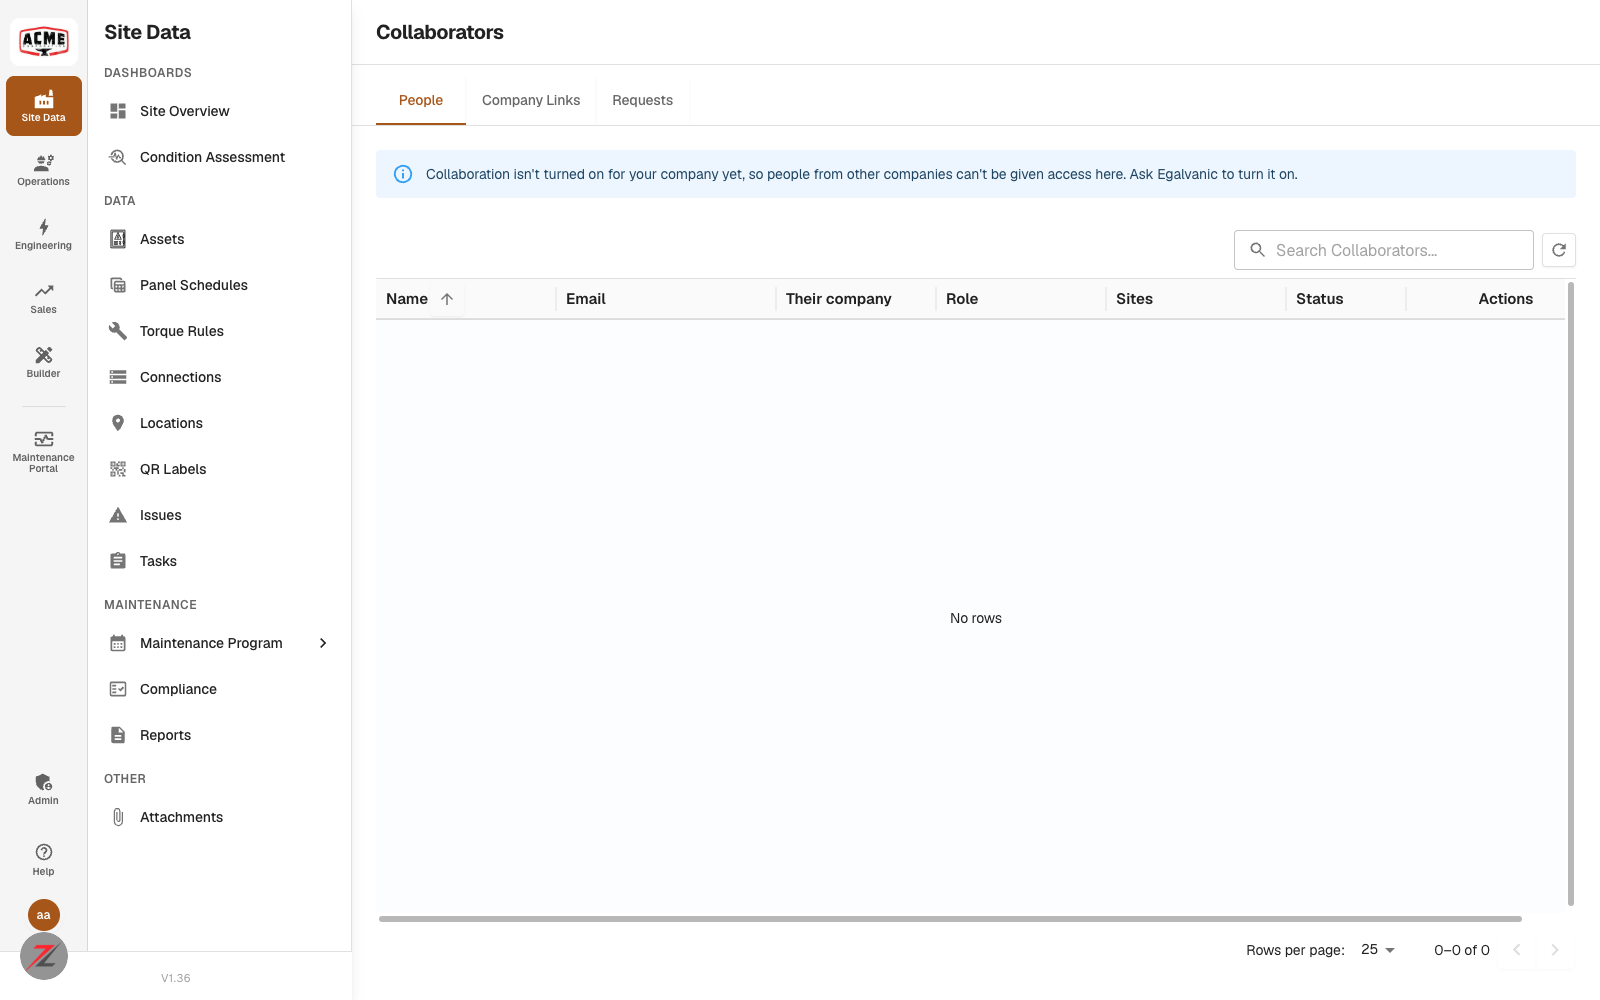 ACME
Site Data
Operations
Engineering
Sales
Builder
Maintenance
Portal
Admin
Help
aa
Site Data
DASHBOARDS
Site Overview
Condition Assessment
DATA
Assets
Panel Schedules
Torque Rules
Connections
Locations
QR Labels
Issues
Tasks
MAINTENANCE
Maintenance Program
Compliance
Reports
OTHER
Attachments
V1.36
Collaborators
People
Company Links
Requests
Collaboration isn't turned on for your company yet, so people from other companies can't be given access here. Ask Egalvanic to turn it on.
Search Collaborators...
Name
Email
Their company
Role
Sites
Status
Actions
No rows
Rows per page: 25
0–0 of 0